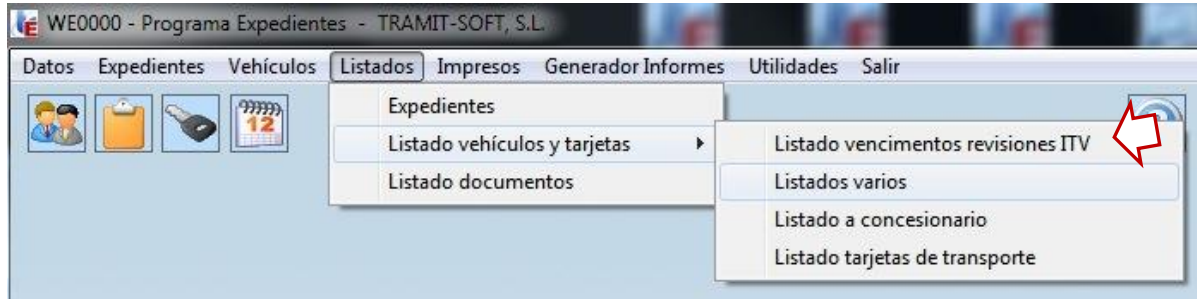 WE0000 - Programa Expedientes - TRAMIT-SOFT, S.L.
Datos Expedientes Vehículos Listados Impresos Generador Informes Utilidades Salir
12
Expedientes
Listado vehículos y tarjetas
Listado documentos
Listado vencimentos revisiones ITV
Listados varios
Listado a concesionario
Listado tarjetas de transporte